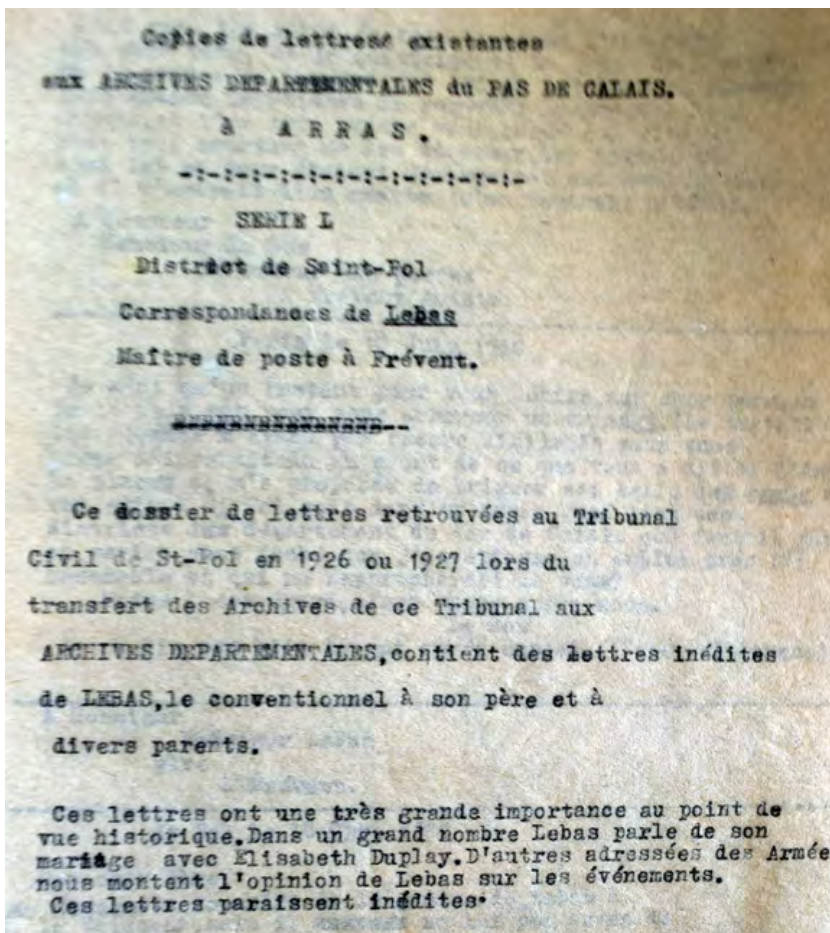 Copies de lettres existantes
aux ARCHIVES DEPARTEMENTALES du PAS DE CALAIS.
à ARRAS.
-:-:-:-:-:-:-:-:-:-:-:-:-
SERIE L
District de Saint-Pol
Correspondances de Lebas
Maître de poste à Frévent.
Ce dossier de lettres retrouvées au Tribunal
Civil de St-Pol en 1926 ou 1927 lors du
transfert des Archives de ce Tribunal aux
ARCHIVES DEPARTEMENTALES,contient des lettres inédites
de LEBAS,le conventionnel à son père et à
divers parents.
Ces lettres ont une très grande importance au point de
vue historique.Dans un grand nombre Lebas parle de son
mariage avec Elisabeth Duplay.D'autres adressées des Armée
nous montent l'opinion de Lebas sur les événements.
Ces lettres paraissent inédites.